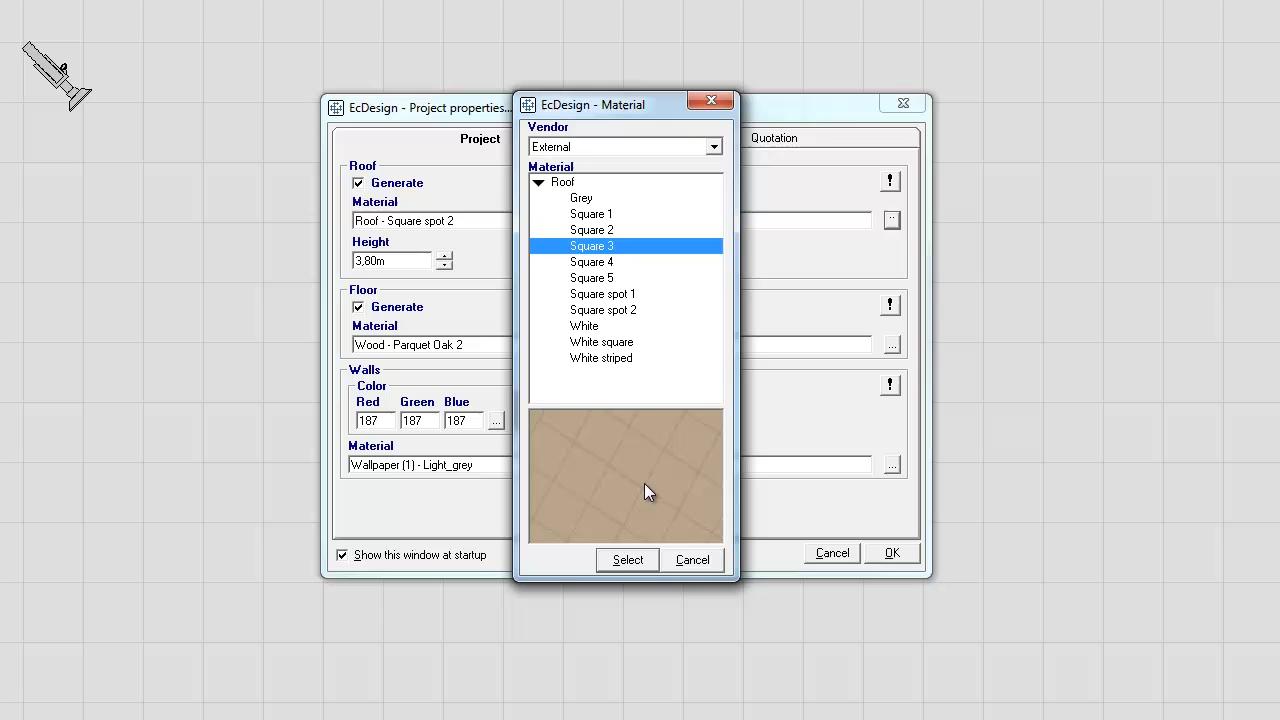 EcDesign - Project properties...
Project
Quotation
Roof
Generate
Material
Roof - Square spot 2
Height
3,80m
Floor
Generate
Material
Wood - Parquet Oak 2
Walls
Color
Red Green Blue
187 187 187
Material
Wallpaper (1) - Light_grey
Show this window at startup
Cancel OK
EcDesign - Material
Vendor
External
Material
Roof
Grey
Square 1
Square 2
Square 3
Square 4
Square 5
Square spot 1
Square spot 2
White
White square
White striped
Select Cancel